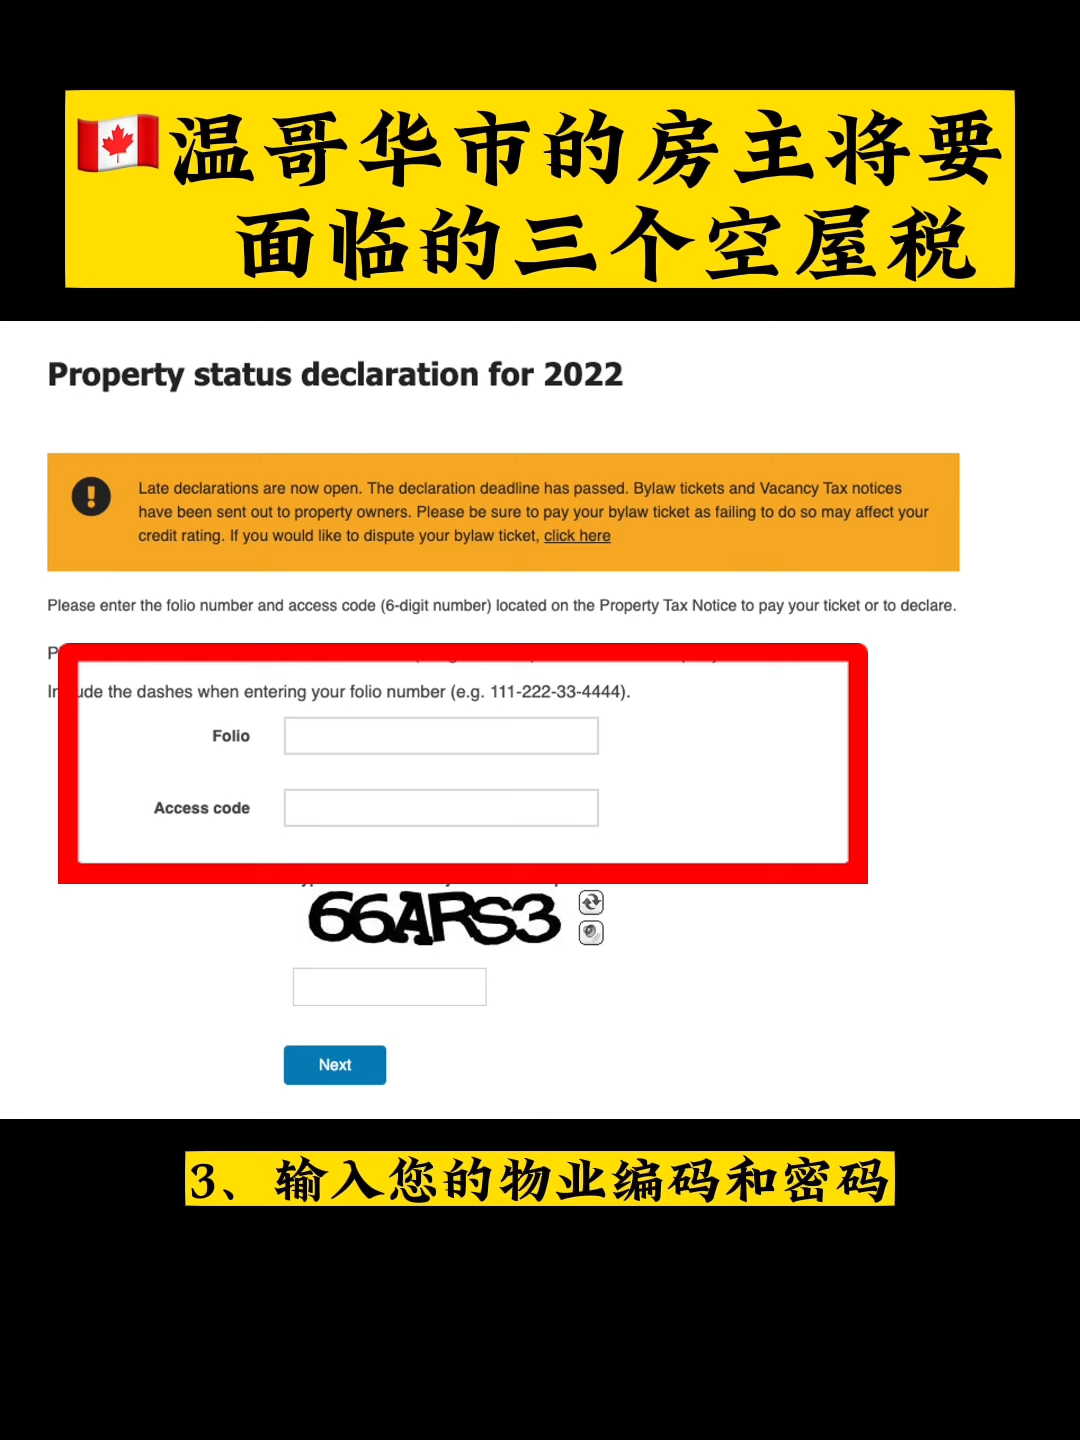 🇨🇦温哥华市的房主将要
面临的三个空屋税
Property status declaration for 2022
Late declarations are now open. The declaration deadline has passed. Bylaw tickets and Vacancy Tax notices
have been sent out to property owners. Please be sure to pay your bylaw ticket as failing to do so may affect your
credit rating. If you would like to dispute your bylaw ticket, click here
Please enter the folio number and access code (6-digit number) located on the Property Tax Notice to pay your ticket or to declare.
the dashes when entering your folio number (e.g. 111-222-33-4444).
Folio
Access code
66ARS3
Next
3、输入您的物业编码和密码